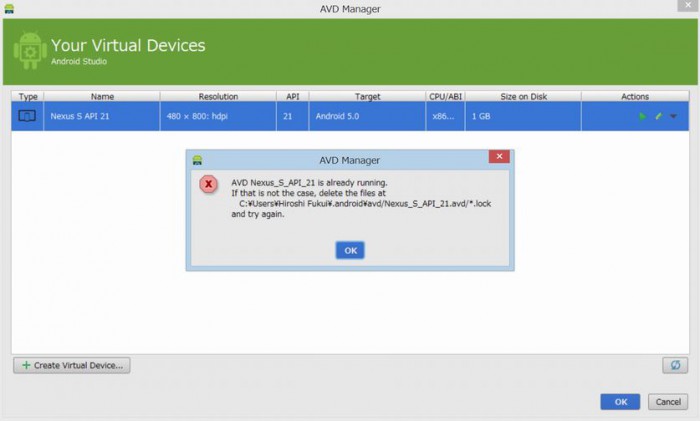 AVD Manager
Your Virtual Devices
Android Studio
Type Name Resolution API Target CPU/ABI Size on Disk Actions
Nexus S API 21 480 × 800: hdpi 21 Android 5.0 x86... 1 GB
AVD Manager
AVD Nexus_S_API_21 is already running.
If that is not the case, delete the files at
C:¥Users¥Hiroshi Fukui¥.android¥avd/Nexus_S_API_21.avd/*.lock
and try again.
OK
+ Create Virtual Device...
OK Cancel